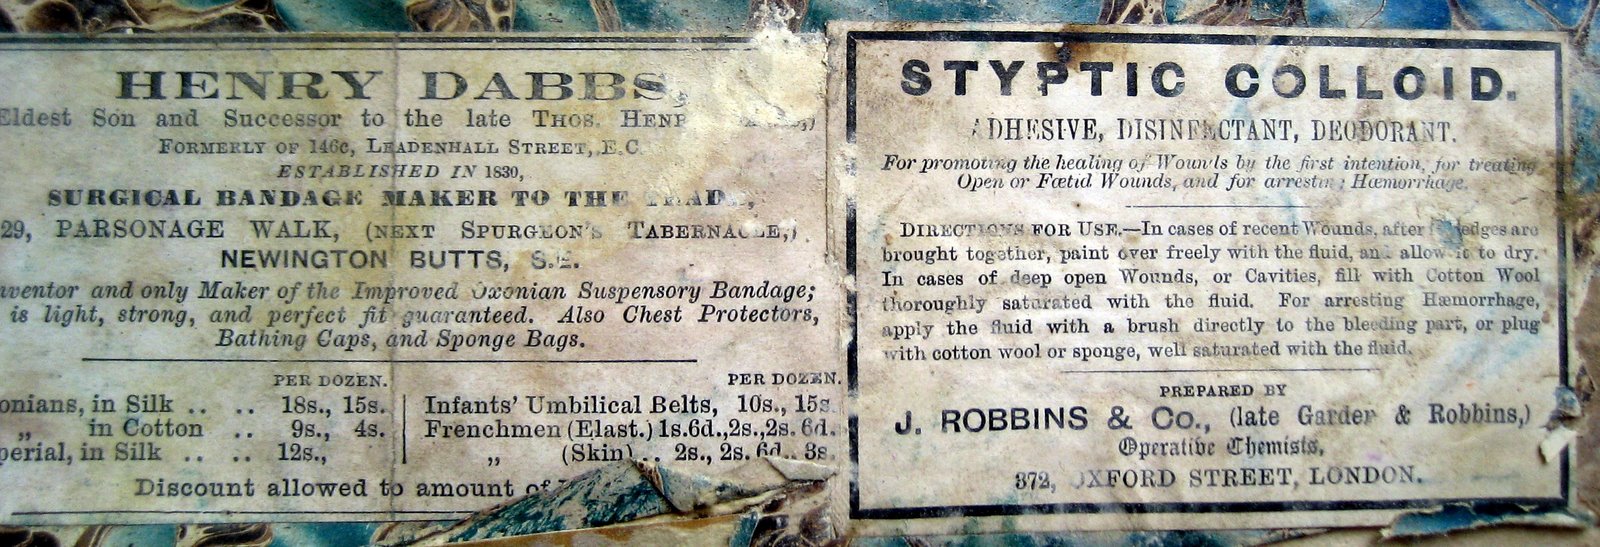 HENRY DABBS,
Eldest Son and Successor to the late THOS.
FORMERLY OF 146c, LEADENHALL STREET, E.C.
ESTABLISHED IN 1830,
SURGICAL BANDAGE MAKER TO THE TRADE,
29, PARSONAGE WALK, (NEXT SPURGEON'S TABERNACLE,)
NEWINGTON BUTTS, S.E.
nventor and only Maker of the Improved Oxonian Suspensory Bandage;
is light, strong, and perfect fit guaranteed. Also Chest Protectors,
Bathing Caps, and Sponge Bags.
PER DOZEN.
onians, in Silk .. .. 18s., 15s.
„ in Cotton .. 9s., 4s.
perial, in Silk .. .. 12s.,
PER DOZEN.
Infants' Umbilical Belts, 10s., 15s.
Frenchmen (Elast.) 1s.6d.,2s.,2s. 6d.
„ (Skin) .. 2s., 2s. 6d., 3s.
Discount allowed to amount of
STYPTIC COLLOID.
ADHESIVE, DISINFECTANT, DEODORANT.
For promoting the healing of Wounds by the first intention, for treating
Open or Fœtid Wounds, and for arresting Hæmorrhage.
DIRECTIONS FOR USE.—In cases of recent Wounds, after edges are
brought together, paint over freely with the fluid, and allow it to dry.
In cases of deep open Wounds, or Cavities, fill with Cotton Wool
thoroughly saturated with the fluid. For arresting Hæmorrhage,
apply the fluid with a brush directly to the bleeding part, or plug
with cotton wool or sponge, well saturated with the fluid.
PREPARED BY
J. ROBBINS & Co., (late Garder & Robbins,)
Operative Chemists,
372, OXFORD STREET, LONDON.